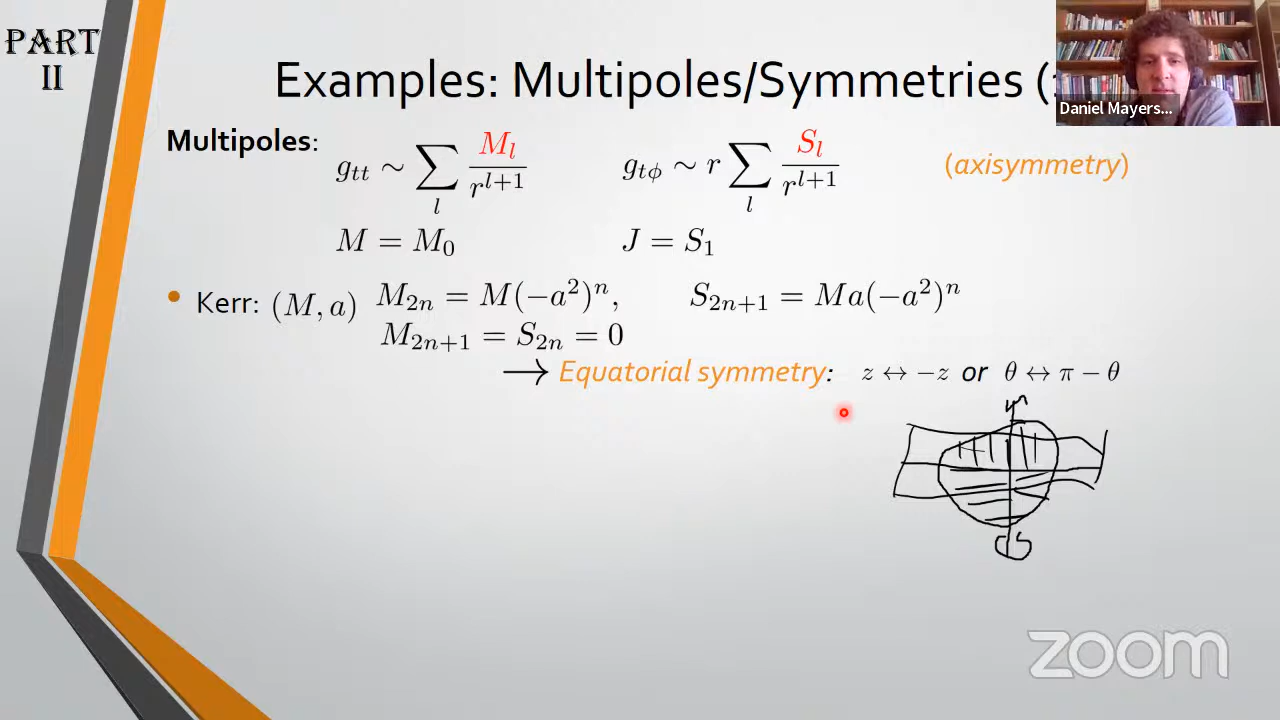 PART
II
Examples: Multipoles/Symmetries (
Daniel Mayers...
Multipoles:
g_{tt} ∼ ∑_l M_l / r^{l+1}    g_{tϕ} ∼ r ∑_l S_l / r^{l+1}    (axisymmetry)
M = M_0    J = S_1
• Kerr: (M, a)  M_{2n} = M(−a^2)^n,    S_{2n+1} = Ma(−a^2)^n
M_{2n+1} = S_{2n} = 0
→ Equatorial symmetry:  z ↔ −z or θ ↔ π − θ
zoom